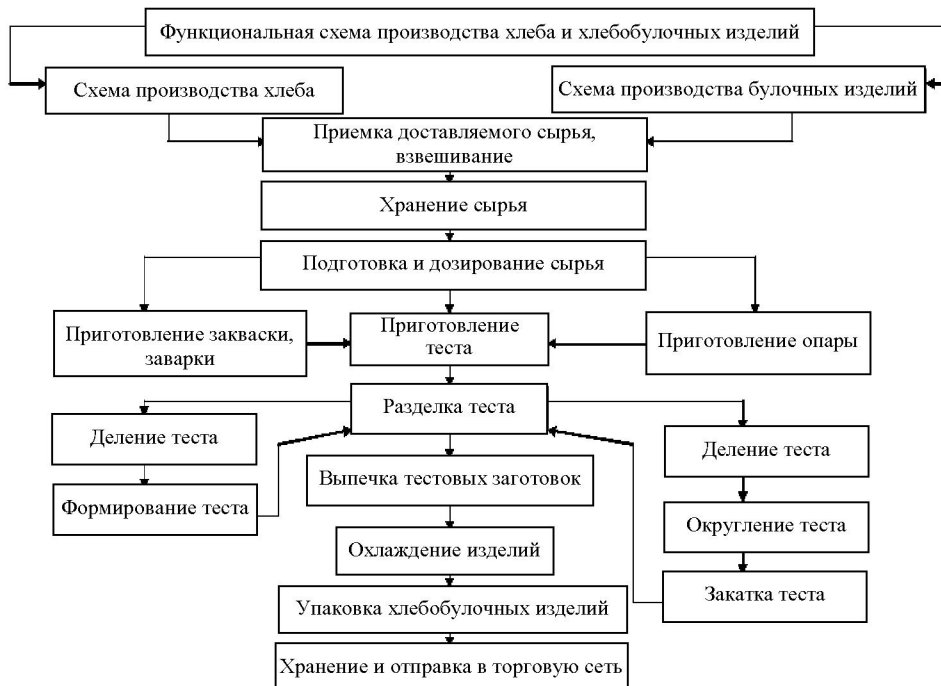 Функциональная схема производства хлеба и хлебобулочных изделий
Схема производства хлеба
Схема производства булочных изделий
Приемка доставляемого сырья,
взвешивание
Хранение сырья
Подготовка и дозирование сырья
Приготовление закваски,
заварки
Приготовление
теста
Приготовление опары
Разделка теста
Деление теста
Деление теста
Выпечка тестовых заготовок
Формирование теста
Округление теста
Охлаждение изделий
Закатка теста
Упаковка хлебобулочных изделий
Хранение и отправка в торговую сеть